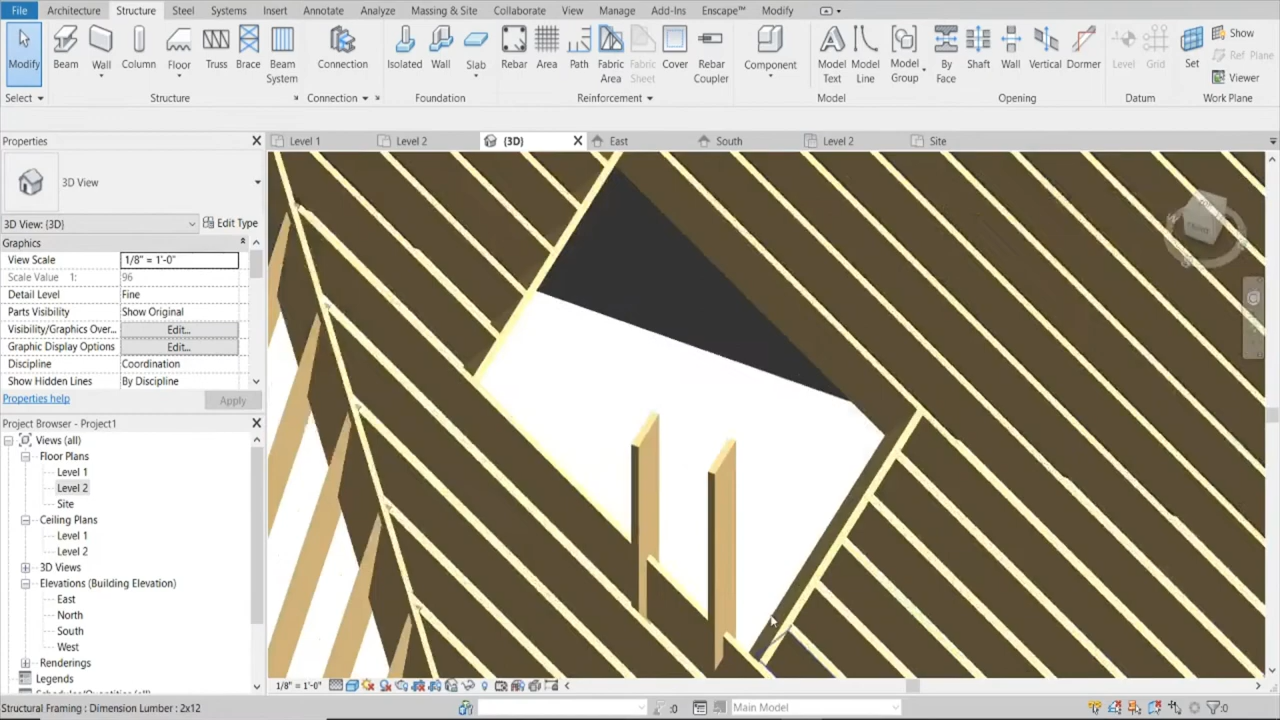 File Architecture Structure Steel Systems Insert Annotate Analyze Massing & Site Collaborate View Manage Add-Ins Enscape™ Modify
Modify Beam Wall Column Floor Truss Brace Beam System Connection Isolated Wall Slab Rebar Area Path Fabric Area Fabric Sheet Cover Rebar Coupler Component Model Text Model Line Model Group By Face Shaft Wall Vertical Dormer Level Grid Set Show Ref Plane Viewer
Select Structure Connection Foundation Reinforcement Model Opening Datum Work Plane
Properties
Level 1 Level 2 (3D) East South Level 2 Site
3D View
3D View: {3D} Edit Type
Graphics
View Scale 1/8" = 1'-0"
Scale Value 1: 96
Detail Level Fine
Parts Visibility Show Original
Visibility/Graphics Over... Edit...
Graphic Display Options Edit...
Discipline Coordination
Show Hidden Lines By Discipline
Properties help Apply
Project Browser - Project1
Views (all)
Floor Plans
Level 1
Level 2
Site
Ceiling Plans
Level 1
Level 2
3D Views
Elevations (Building Elevation)
East
North
South
West
Renderings
Legends
1/8" = 1'-0"
Structural Framing : Dimension Lumber : 2x12 :0 Main Model :0